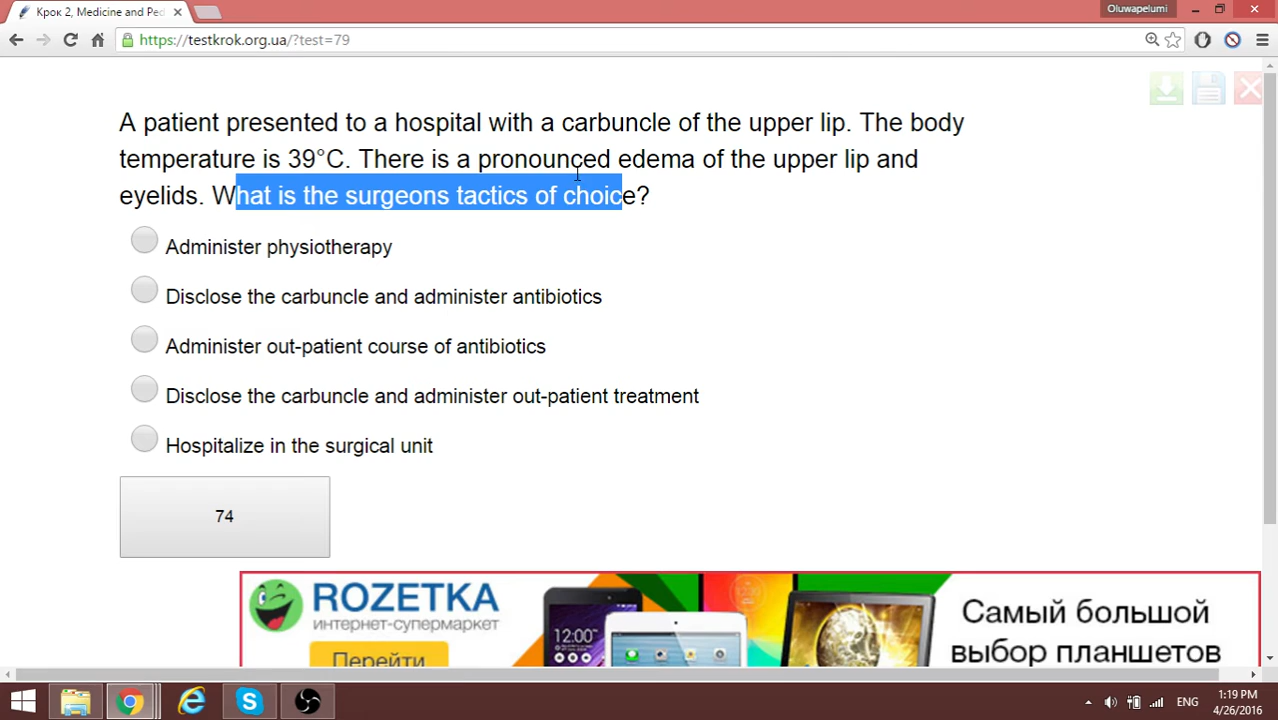 Крок 2, Medicine and Ped
Oluwapelumi
https://testkrok.org.ua/?test=79
A patient presented to a hospital with a carbuncle of the upper lip. The body
temperature is 39°C. There is a pronounced edema of the upper lip and
eyelids. What is the surgeons tactics of choice?
Administer physiotherapy
Disclose the carbuncle and administer antibiotics
Administer out-patient course of antibiotics
Disclose the carbuncle and administer out-patient treatment
Hospitalize in the surgical unit
74
ROZETKA
интернет-супермаркет
Перейти
12:00
Самый большой
выбор планшетов
ENG
1:19 PM
4/26/2016